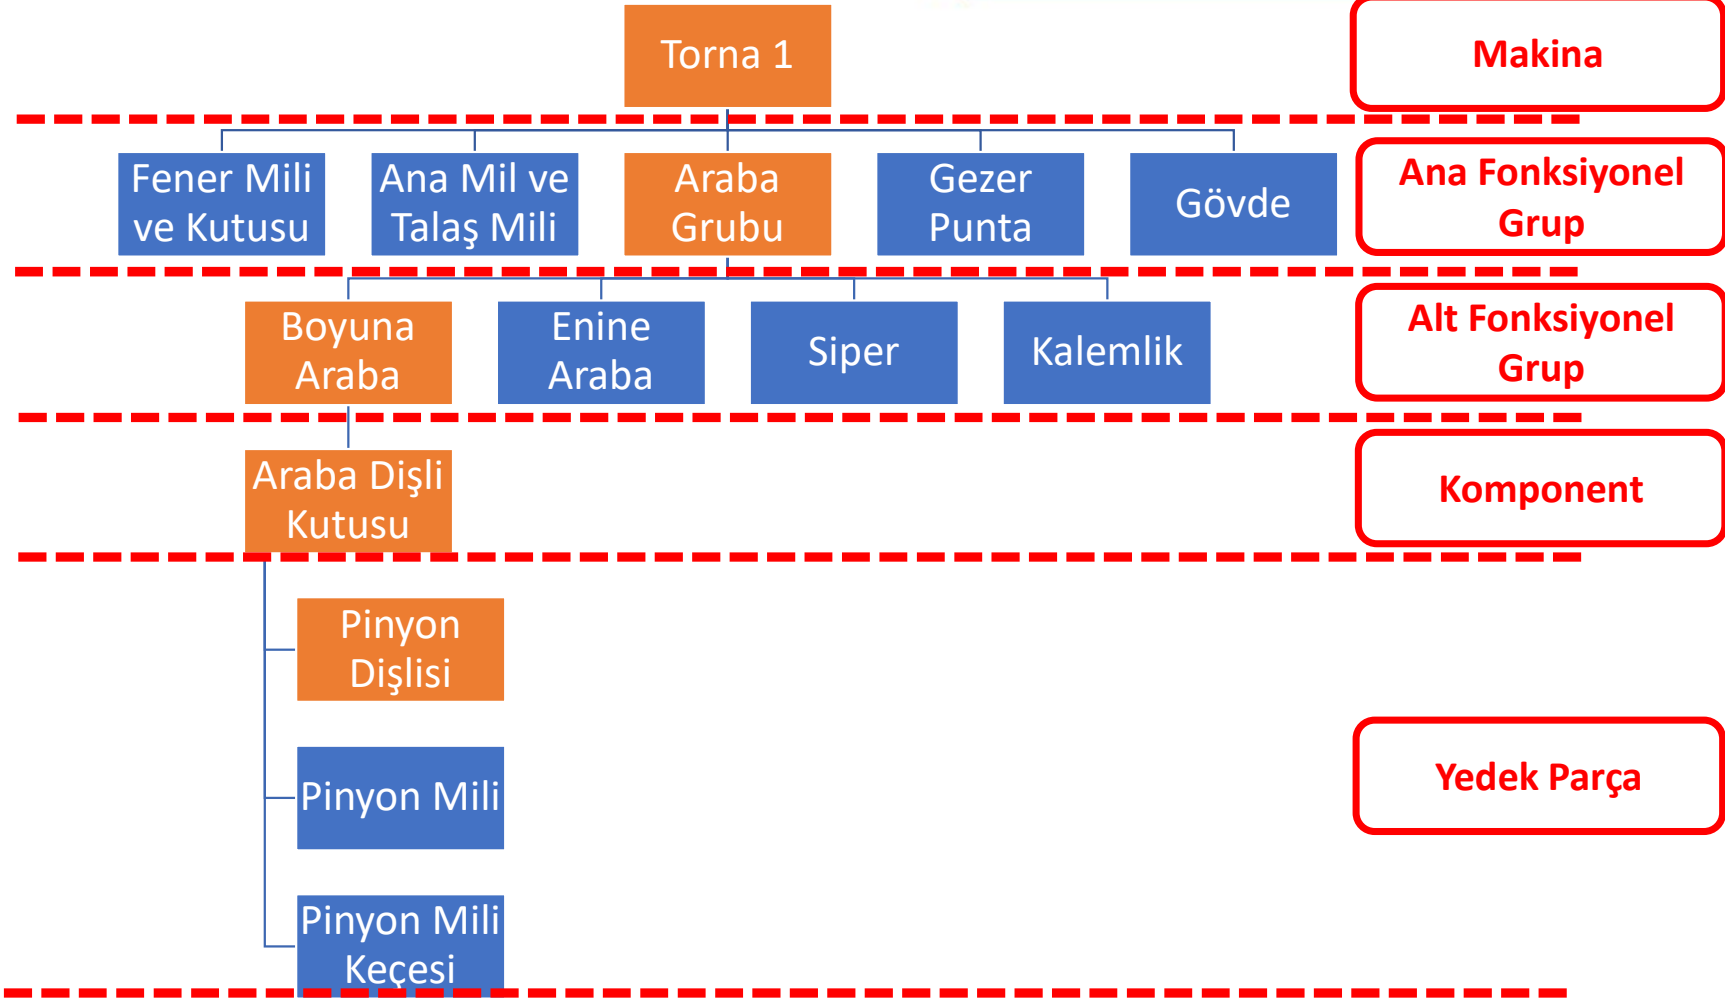 Torna 1
Makina
Fener Mili
ve Kutusu
Ana Mil ve
Talaş Mili
Araba
Grubu
Gezer
Punta
Gövde
Ana Fonksiyonel
Grup
Boyuna
Araba
Enine
Araba
Siper
Kalemlik
Alt Fonksiyonel
Grup
Araba Dişli
Kutusu
Komponent
Pinyon
Dişlisi
Pinyon Mili
Yedek Parça
Pinyon Mili
Keçesi